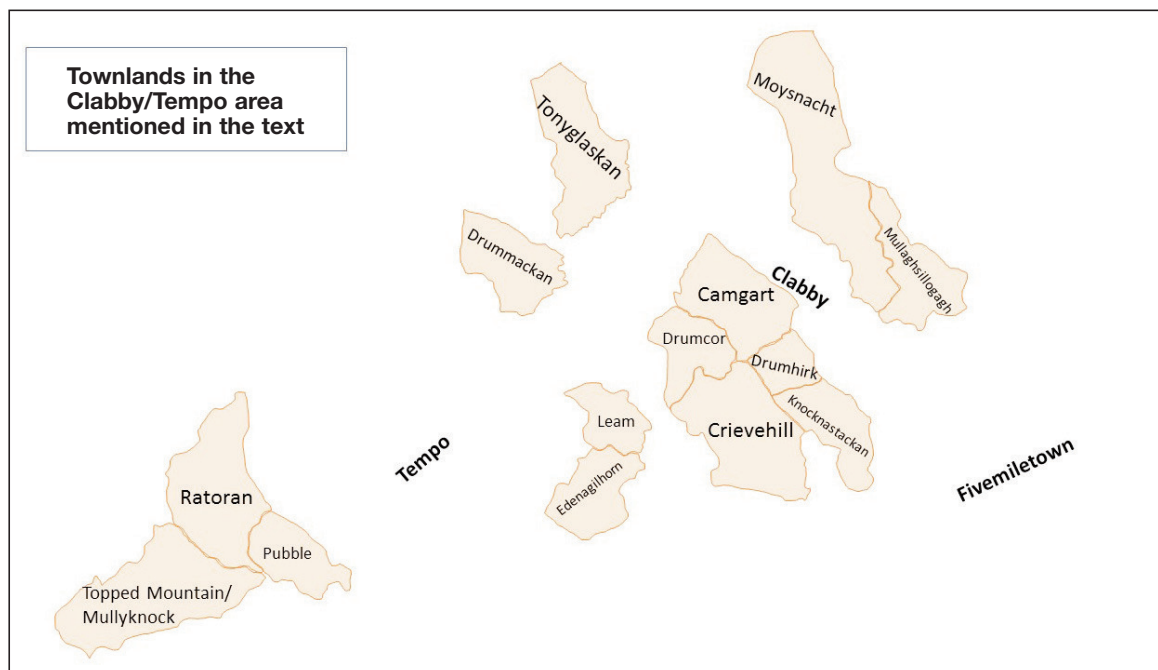 Townlands in the
Clabby/Tempo area
mentioned in the text
Moysnacht
Tonyglaskan
Drummackan
Mullaghsillogagh
Clabby
Camgart
Drumcor
Drumhirk
Knocknastackan
Leam
Crievehill
Tempo
Edenagilhorn
Fivemiletown
Ratoran
Pubble
Topped Mountain/
Mullyknock